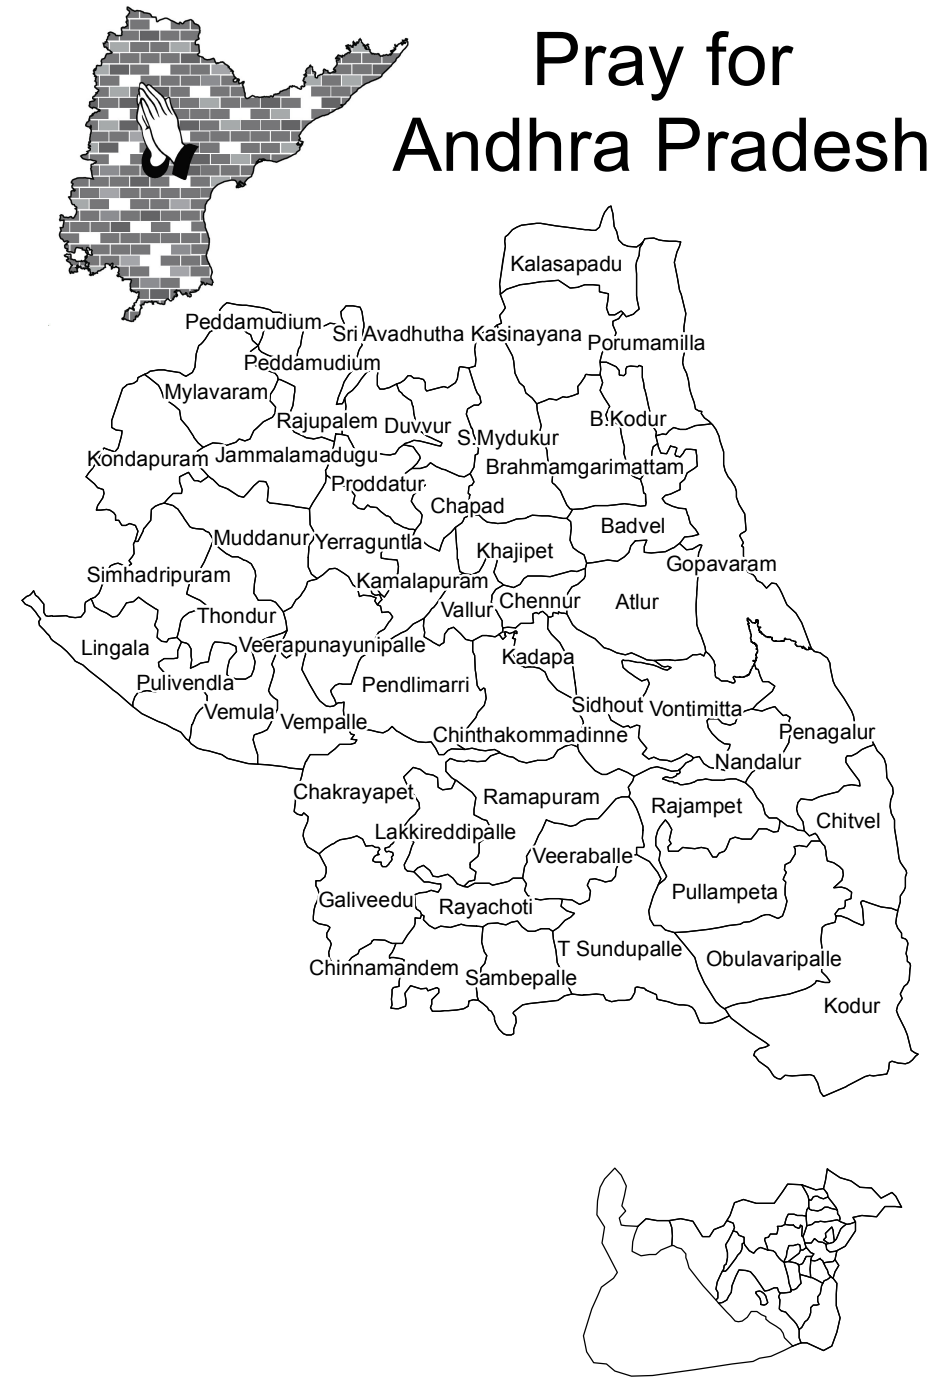 Pray for
Andhra Pradesh
Kalasapadu
Peddamudium
Sri Avadhutha Kasinayana
Porumamilla
Peddamudium
Mylavaram
Rajupalem
Duvvur
B.Kodur
S.Mydukur
Kondapuram
Jammalamadugu
Brahmamgarimattam
Proddatur
Chapad
Badvel
Muddanur
Yerraguntla
Khajipet
Gopavaram
Simhadripuram
Kamalapuram
Vallur
Chennur
Atlur
Thondur
Lingala
Veerapunayunipalle
Kadapa
Pulivendla
Pendlimarri
Sidhout
Vontimitta
Vemula
Vempalle
Chinthakommadinne
Penagalur
Nandalur
Chakrayapet
Ramapuram
Rajampet
Chitvel
Lakkireddipalle
Veeraballe
Galiveedu
Rayachoti
Pullampeta
T Sundupalle
Obulavaripalle
Chinnamandem
Sambepalle
Kodur